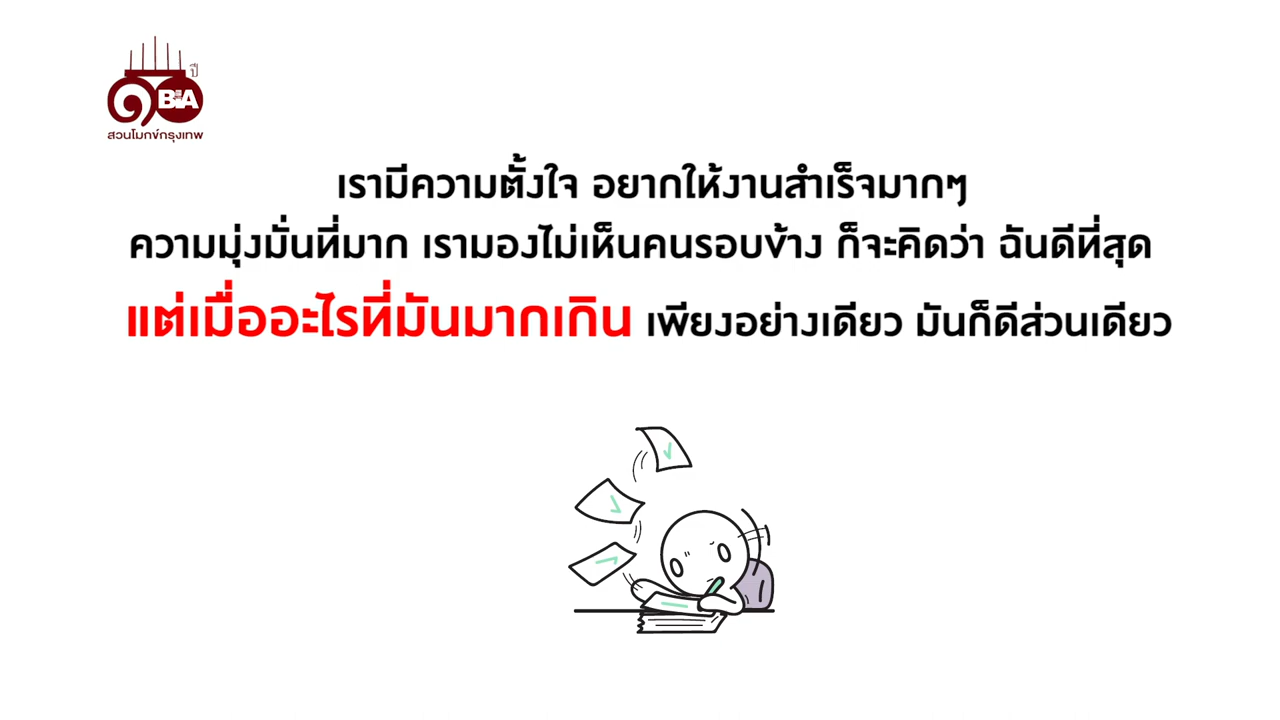 ๑๐ ปี
BIA
สวนโมกข์กรุงเทพ
เรามีความตั้งใจ อยากให้งานสำเร็จมากๆ
ความมุ่งมั่นที่มาก เรามองไม่เห็นคนรอบข้าง ก็จะคิดว่า ฉันดีที่สุด
แต่เมื่ออะไรที่มันมากเกิน เพียงอย่างเดียว มันก็ดีส่วนเดียว